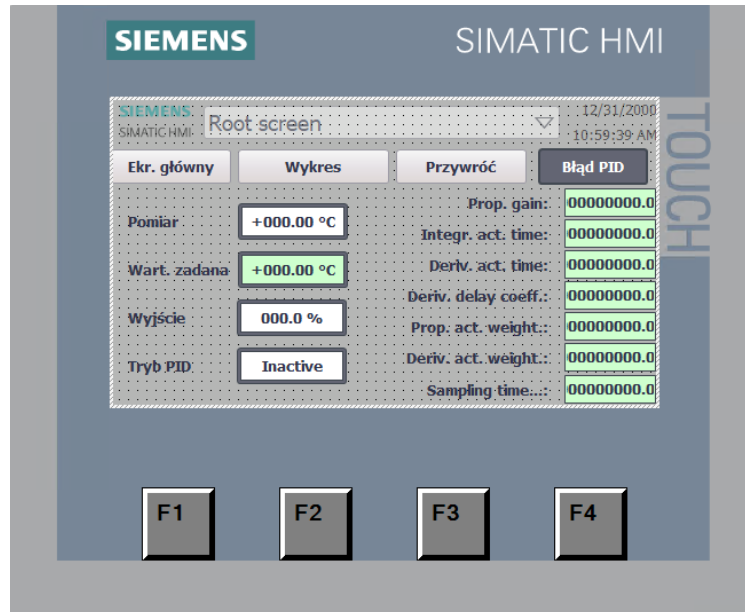 SIEMENS
SIMATIC HMI
TOUCH
SIEMENS
SIMATIC HMI
Root screen
12/31/2000
10:59:39 AM
Ekr. główny
Wykres
Przywróć
Błąd PID
Pomiar
+000.00 °C
Wart. zadana
+000.00 °C
Wyjście
000.0 %
Tryb PID
Inactive
Prop. gain:
00000000.0
Integr. act. time:
00000000.0
Deriv. act. time:
00000000.0
Deriv. delay coeff.:
00000000.0
Prop. act. weight.:
00000000.0
Deriv. act. weight.:
00000000.0
Sampling time...:
00000000.0
F1
F2
F3
F4